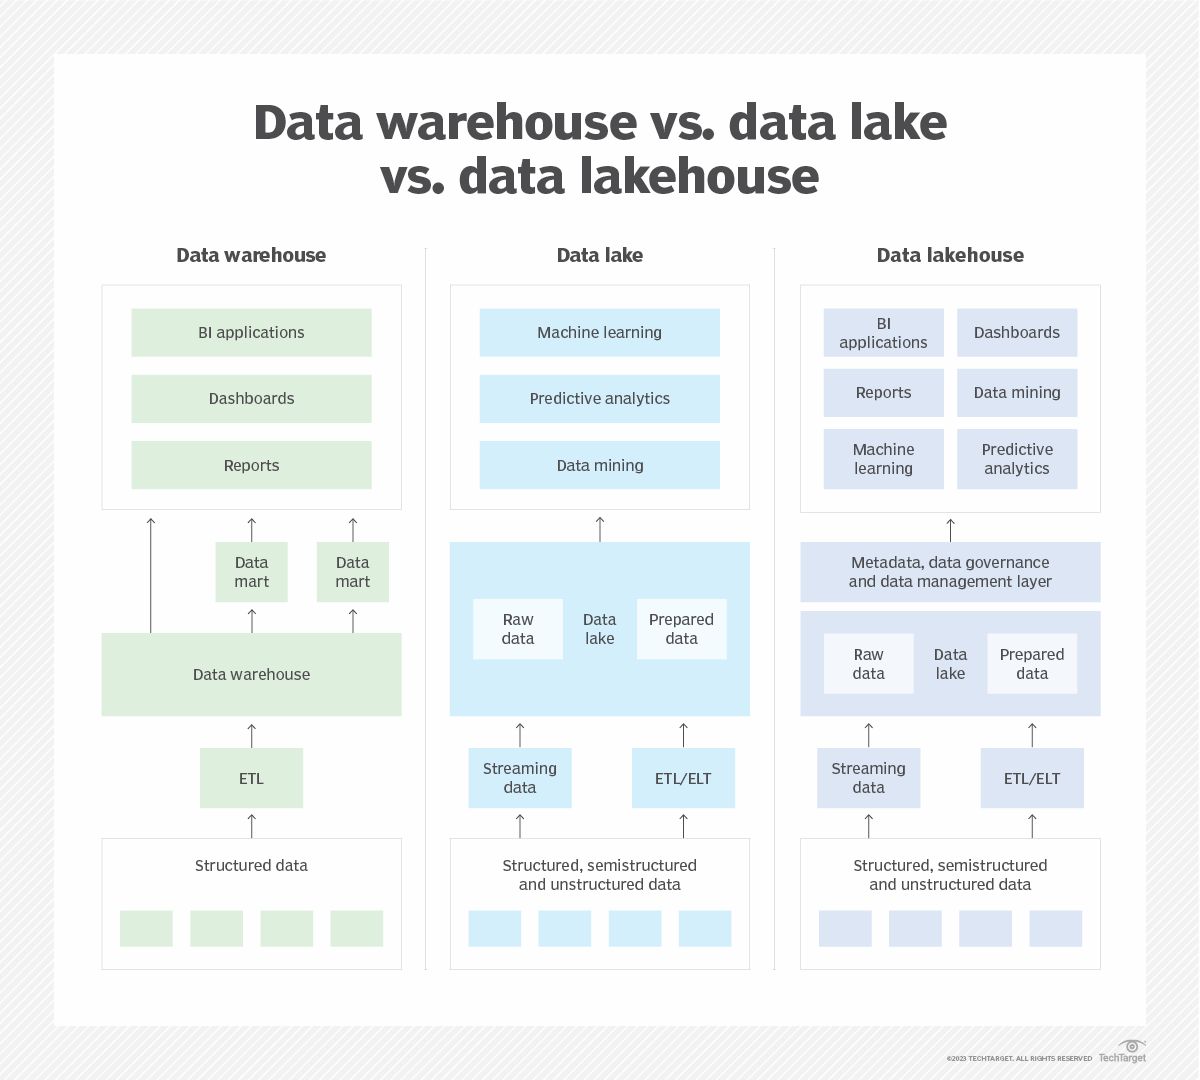 Data warehouse vs. data lake
vs. data lakehouse
Data warehouse
BI applications
Dashboards
Reports
Data
mart
Data
mart
Data warehouse
ETL
Structured data
Data lake
Machine learning
Predictive analytics
Data mining
Raw
data
Data
lake
Prepared
data
Streaming
data
ETL/ELT
Structured, semistructured
and unstructured data
Data lakehouse
BI
applications
Dashboards
Reports
Data mining
Machine
learning
Predictive
analytics
Metadata, data governance
and data management layer
Raw
data
Data
lake
Prepared
data
Streaming
data
ETL/ELT
Structured, semistructured
and unstructured data
©2023 TECHTARGET. ALL RIGHTS RESERVED
TechTarget